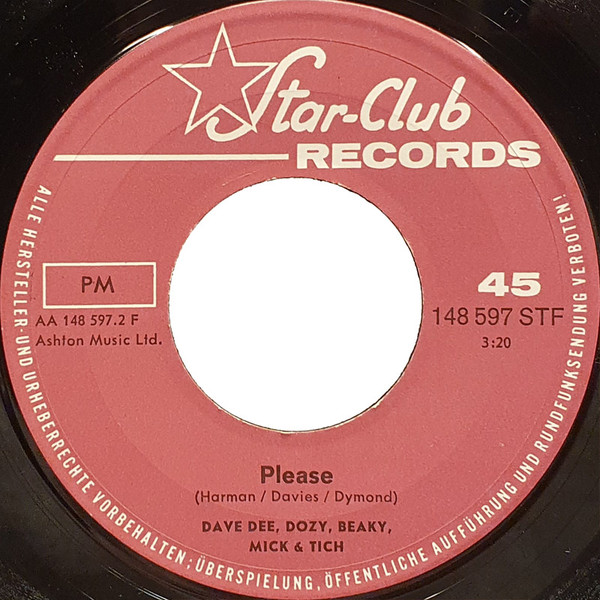 Star-Club
RECORDS
PM
45
AA 148 597.2 F
148 597 STF
Ashton Music Ltd.
3:20
Please
(Harman / Davies / Dymond)
DAVE DEE, DOZY, BEAKY,
MICK & TICH
ALLE HERSTELLER- UND URHEBERRECHTE VORBEHALTEN; ÜBERSPIELUNG, ÖFFENTLICHE AUFFÜHRUNG UND RUNDFUNKSENDUNG VERBOTEN!